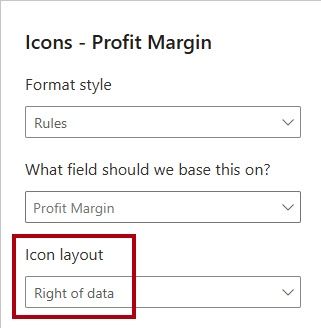 Icons - Profit Margin
Format style
Rules
What field should we base this on?
Profit Margin
Icon layout
Right of data